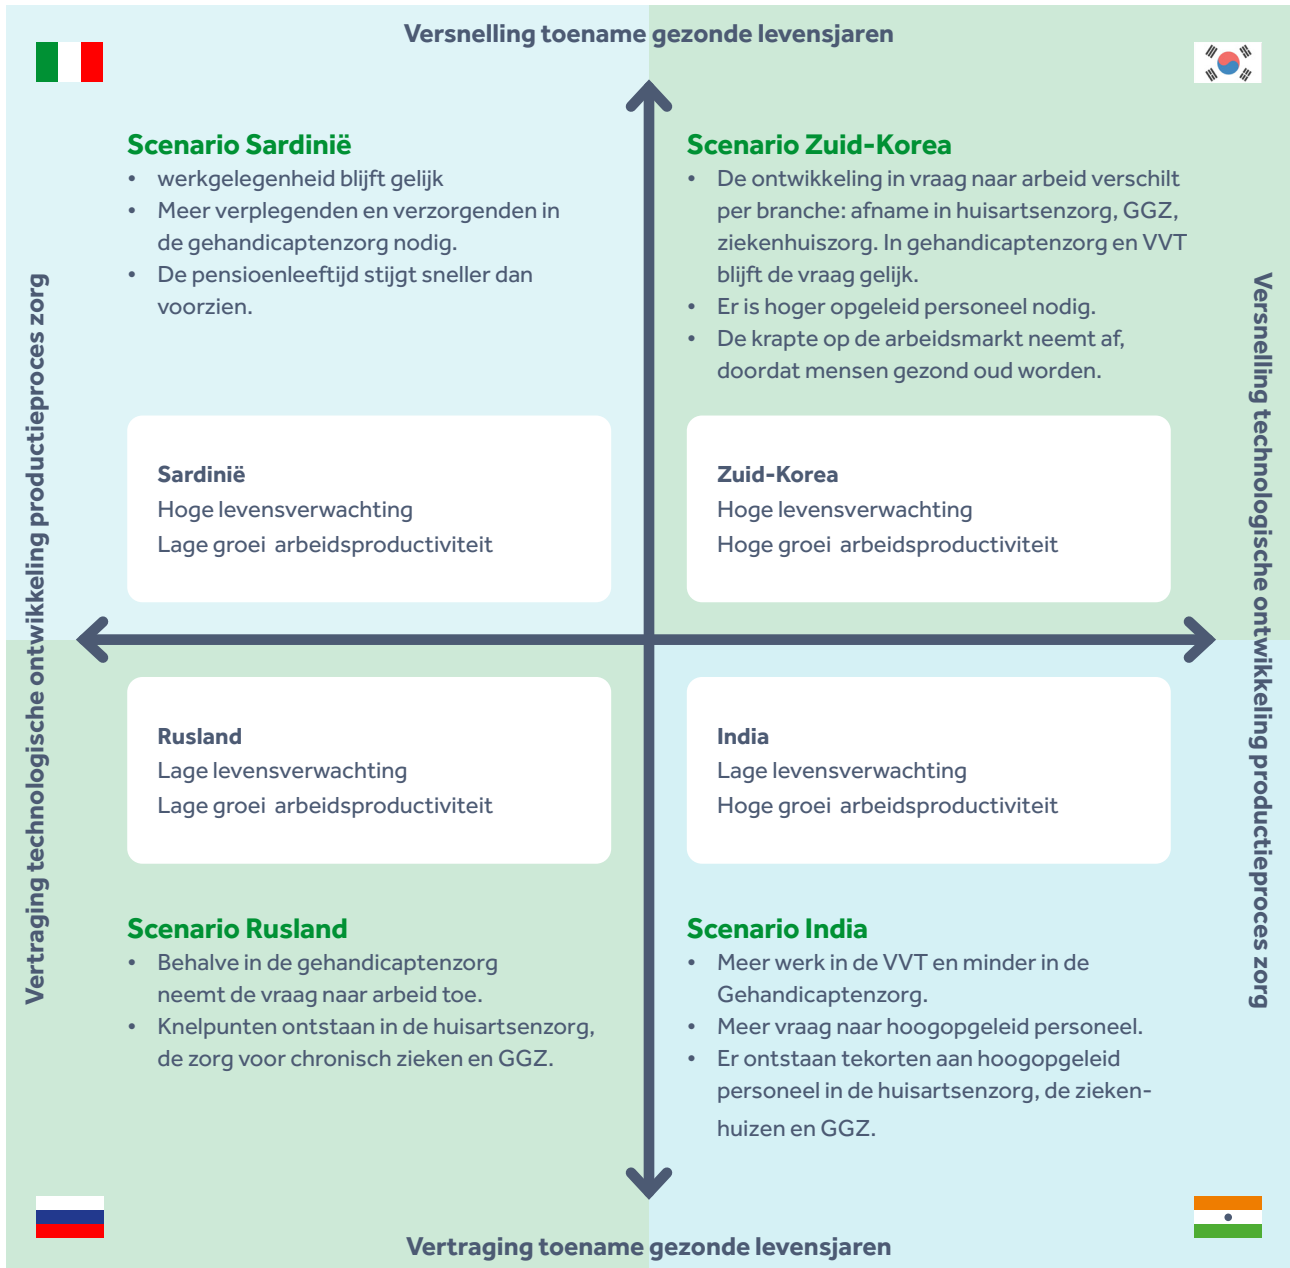 Versnelling toename gezonde levensjaren
Vertraging technologische ontwikkeling productieproces zorg
Scenario Sardinië
• werkgelegenheid blijft gelijk
• Meer verplegenden en verzorgenden in
de gehandicaptenzorg nodig.
• De pensioenleeftijd stijgt sneller dan
voorzien.
Sardinië
Hoge levensverwachting
Lage groei arbeidsproductiviteit
Scenario Zuid-Korea
• De ontwikkeling in vraag naar arbeid verschilt
per branche: afname in huisartsenzorg, GGZ,
ziekenhuiszorg. In gehandicaptenzorg en VVT
blijft de vraag gelijk.
• Er is hoger opgeleid personeel nodig.
• De krapte op de arbeidsmarkt neemt af,
doordat mensen gezond oud worden.
Zuid-Korea
Hoge levensverwachting
Hoge groei arbeidsproductiviteit
Versnelling technologische ontwikkeling productieproces zorg
Rusland
Lage levensverwachting
Lage groei arbeidsproductiviteit
Scenario Rusland
• Behalve in de gehandicaptenzorg
neemt de vraag naar arbeid toe.
• Knelpunten ontstaan in de huisartsenzorg,
de zorg voor chronisch zieken en GGZ.
India
Lage levensverwachting
Hoge groei arbeidsproductiviteit
Scenario India
• Meer werk in de VVT en minder in de
Gehandicaptenzorg.
• Meer vraag naar hoogopgeleid personeel.
• Er ontstaan tekorten aan hoogopgeleid
personeel in de huisartsenzorg, de zieken-
huizen en GGZ.
Vertraging toename gezonde levensjaren